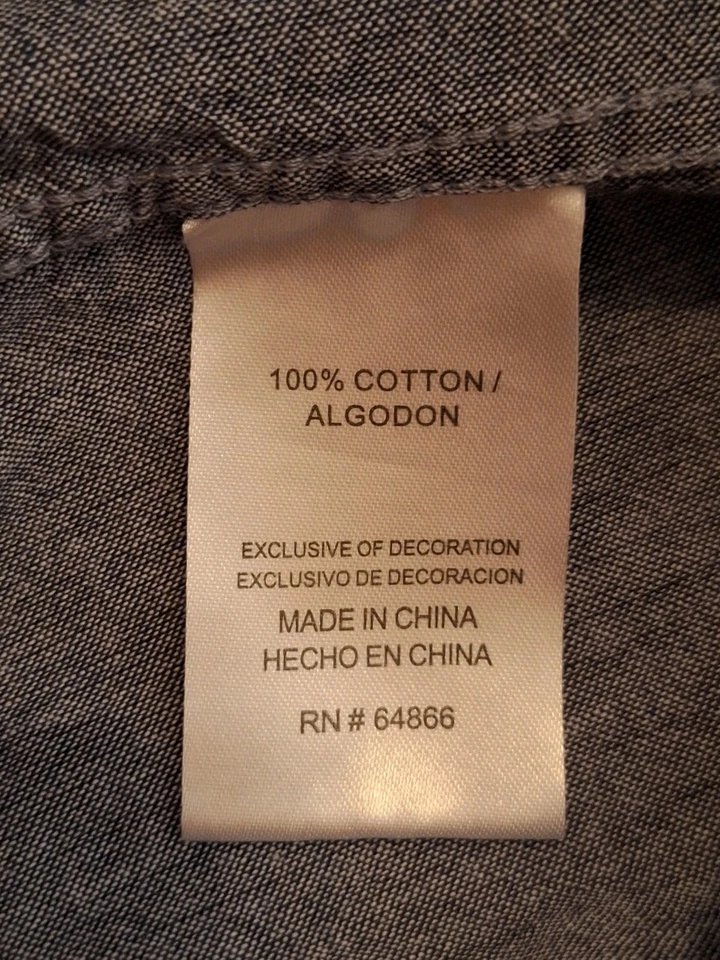 100% COTTON /
ALGODON
EXCLUSIVE OF DECORATION
EXCLUSIVO DE DECORACION
MADE IN CHINA
HECHO EN CHINA
RN # 64866